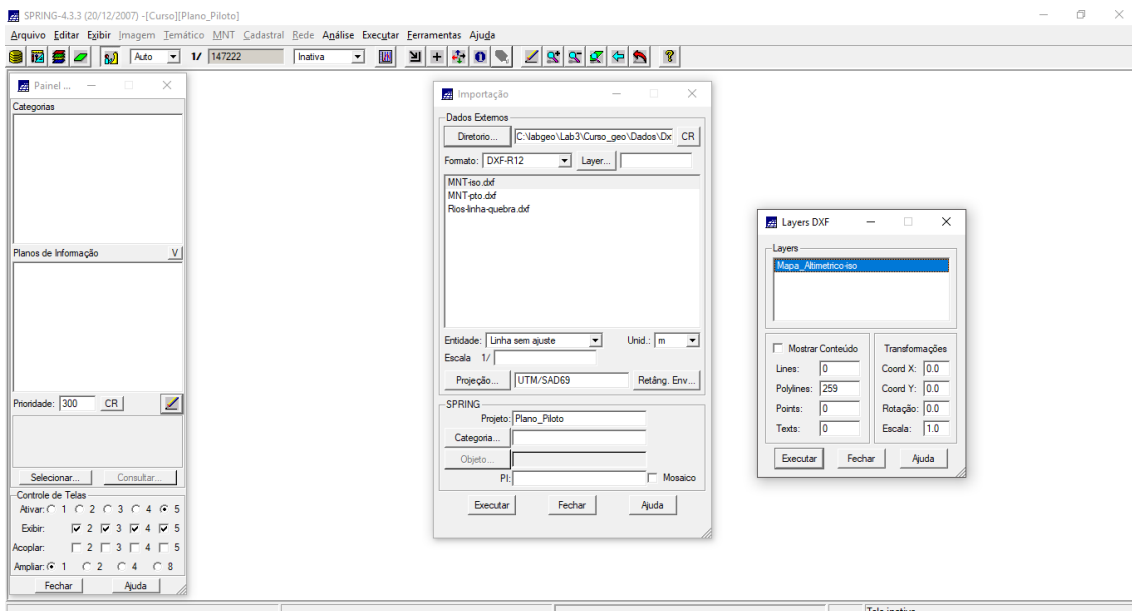 SPRING-4.3.3 (20/12/2007) -[Curso][Plano_Piloto]
Arquivo Editar Exibir Imagem Temático MNT Cadastral Rede Análise Executar Ferramentas Ajuda
Auto 1/ 147222 Inativa
Painel ...
Categorias
Planos de Informação V
Prioridade: 300 CR
Selecionar... Consultar...
Controle de Telas
Ativar: 1 2 3 4 5
Exibir: 2 3 4 5
Acoplar: 2 3 4 5
Ampliar: 1 2 4 8
Fechar Ajuda
Importação
Dados Externos
Diretorio... C:\labgeo\Lab3\Curso_geo\Dados\Dx CR
Formato: DXF-R12 Layer...
MNT-iso.dxf
MNT-pto.dxf
Rios-linha-quebra.dxf
Entidade: Linha sem ajuste Unid.: m
Escala 1/
Projeção... UTM/SAD69 Retâng. Env...
SPRING
Projeto: Plano_Piloto
Categoria...
Objeto...
PI: Mosaico
Executar Fechar Ajuda
Layers DXF
Layers
Mapa_Altimetrico-iso
Mostrar Conteúdo
Lines: 0
Polylines: 259
Points: 0
Texts: 0
Transformações
Coord X: 0.0
Coord Y: 0.0
Rotação: 0.0
Escala: 1.0
Executar Fechar Ajuda
Tela inativa